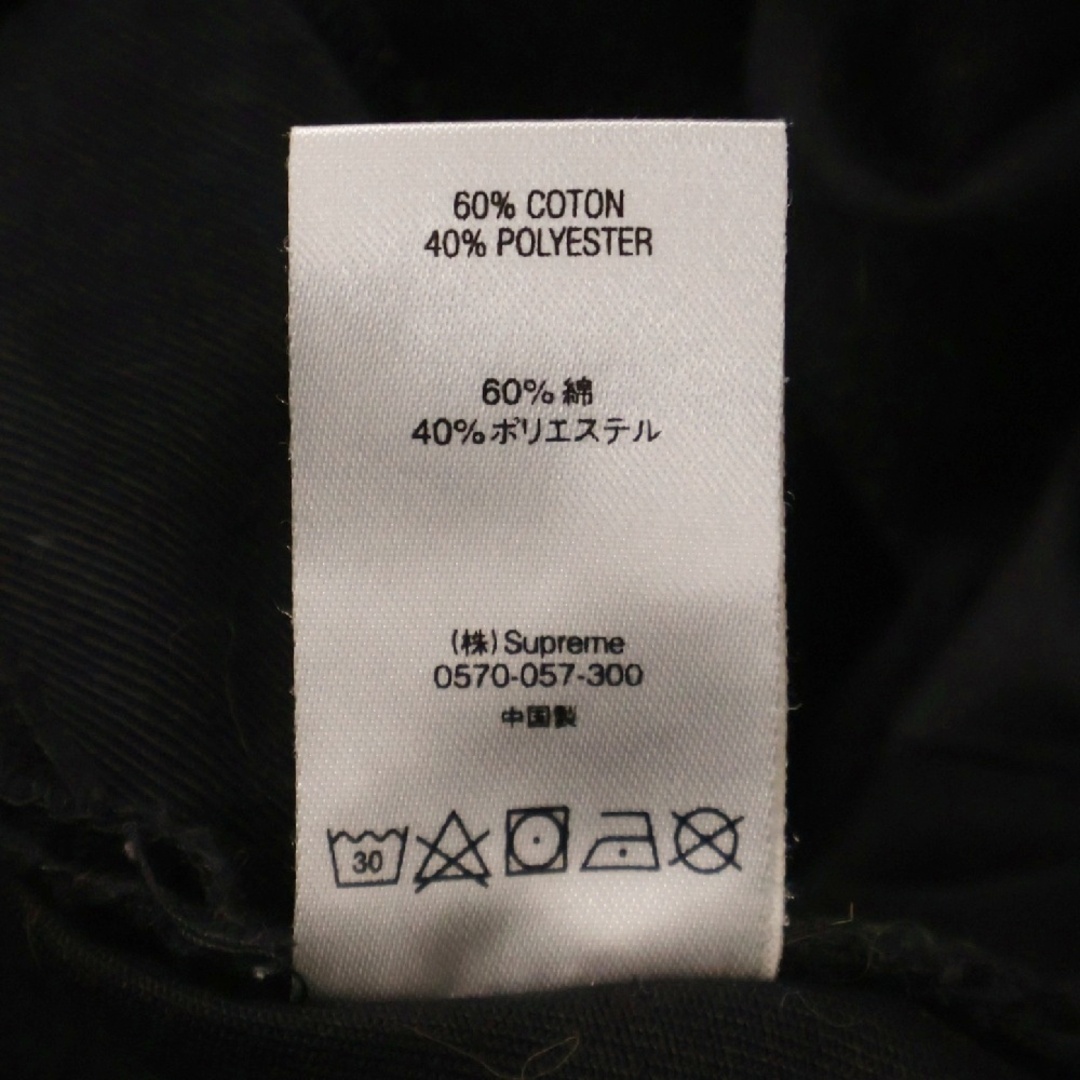 60% COTON
40% POLYESTER
60% 綿
40%ポリエステル
(株)Supreme
0570-057-300
中国製
30